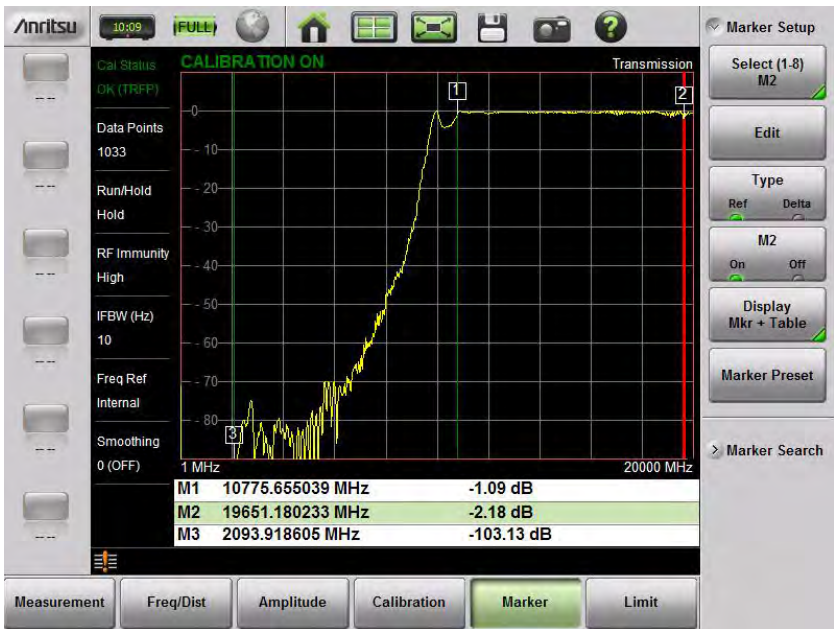 Anritsu
10:09
FULL
?
Marker Setup
Select (1-8)
M2
Edit
Type
Ref Delta
M2
On Off
Display
Mkr + Table
Marker Preset
Marker Search
-- --
-- --
-- --
-- --
-- --
-- --
Cal Status
OK (TRFP)
Data Points
1033
Run/Hold
Hold
RF Immunity
High
IFBW (Hz)
10
Freq Ref
Internal
Smoothing
0 (OFF)
CALIBRATION ON
Transmission
1
2
3
0
- 10
- 20
- 30
- 40
- 50
- 60
- 70
- 80
1 MHz
20000 MHz
M1 10775.655039 MHz -1.09 dB
M2 19651.180233 MHz -2.18 dB
M3 2093.918605 MHz -103.13 dB
Measurement
Freq/Dist
Amplitude
Calibration
Marker
Limit